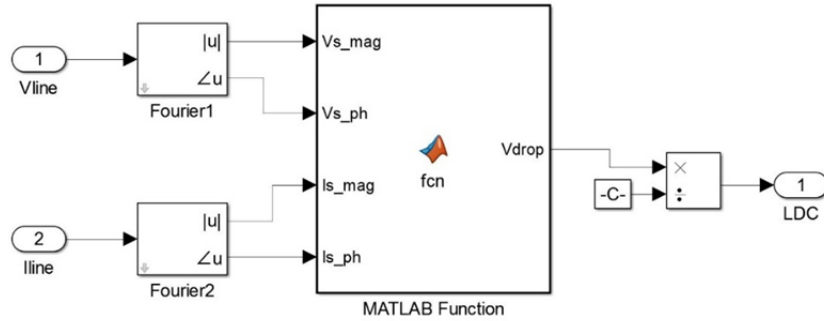 1
Vline
|u|
∠u
Fourier1
2
Iline
|u|
∠u
Fourier2
Vs_mag
Vs_ph
Is_mag
Is_ph
fcn
Vdrop
MATLAB Function
-C-
×
÷
1
LDC